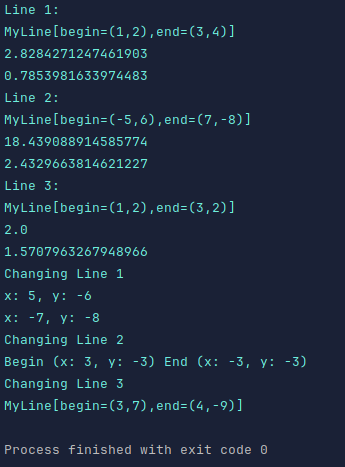 Line 1:
MyLine[begin=(1,2),end=(3,4)]
2.8284271247461903
0.7853981633974483
Line 2:
MyLine[begin=(-5,6),end=(7,-8)]
18.439088914585774
2.4329663814621227
Line 3:
MyLine[begin=(1,2),end=(3,2)]
2.0
1.5707963267948966
Changing Line 1
x: 5, y: -6
x: -7, y: -8
Changing Line 2
Begin (x: 3, y: -3) End (x: -3, y: -3)
Changing Line 3
MyLine[begin=(3,7),end=(4,-9)]
Process finished with exit code 0